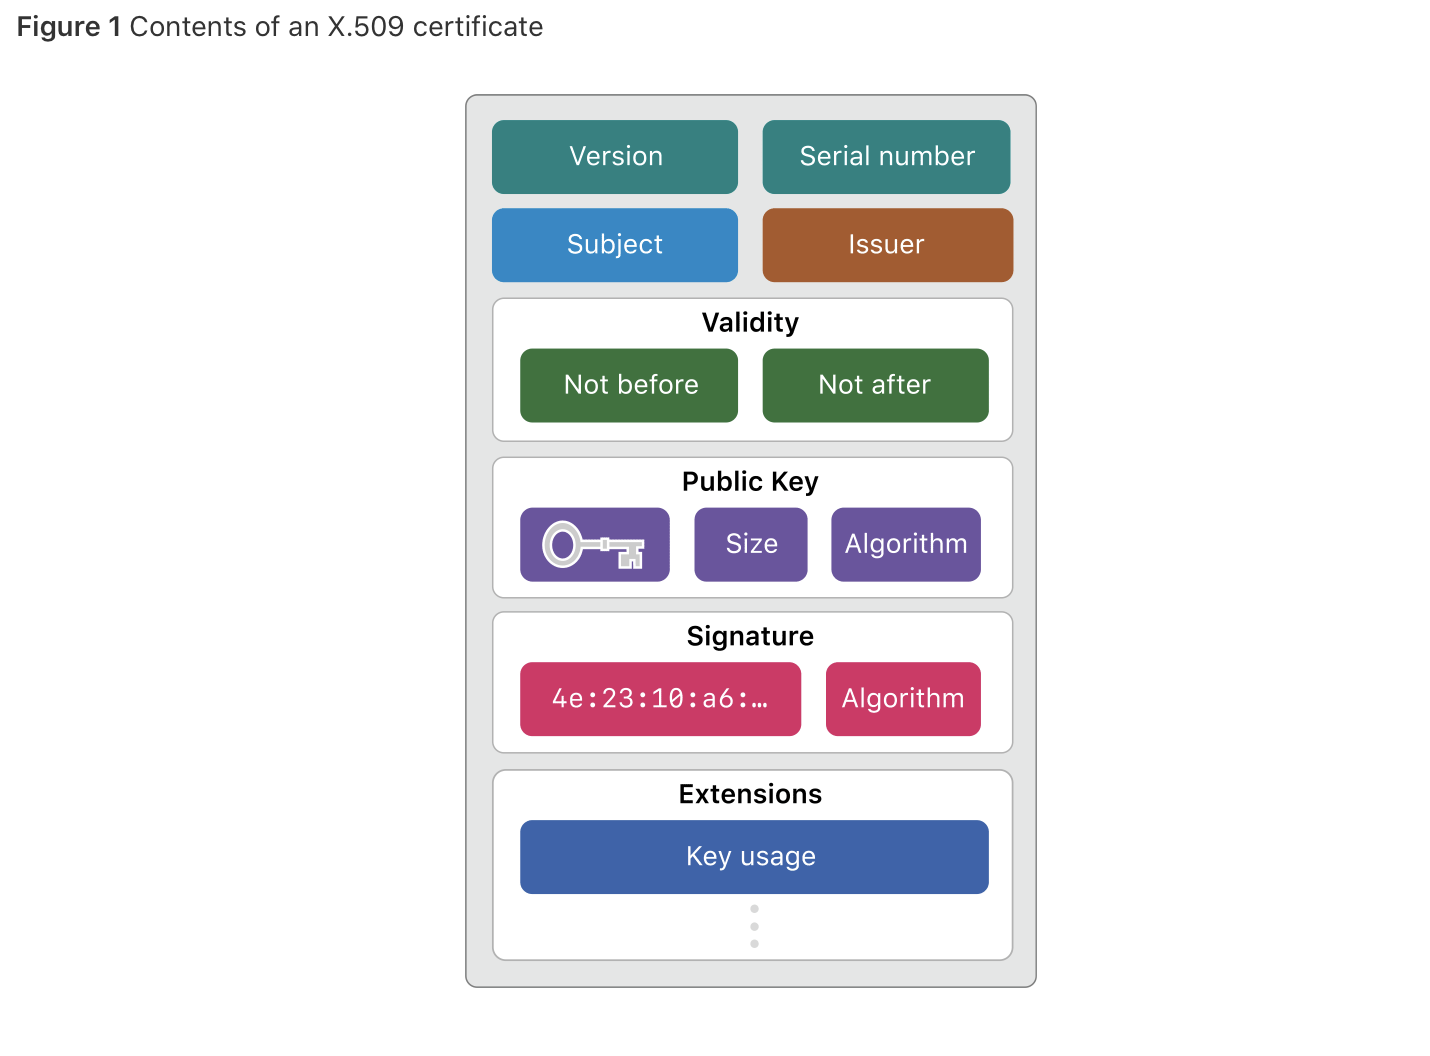 Figure 1 Contents of an X.509 certificate
Version
Serial number
Subject
Issuer
Validity
Not before
Not after
Public Key
Size
Algorithm
Signature
4e:23:10:a6:…
Algorithm
Extensions
Key usage